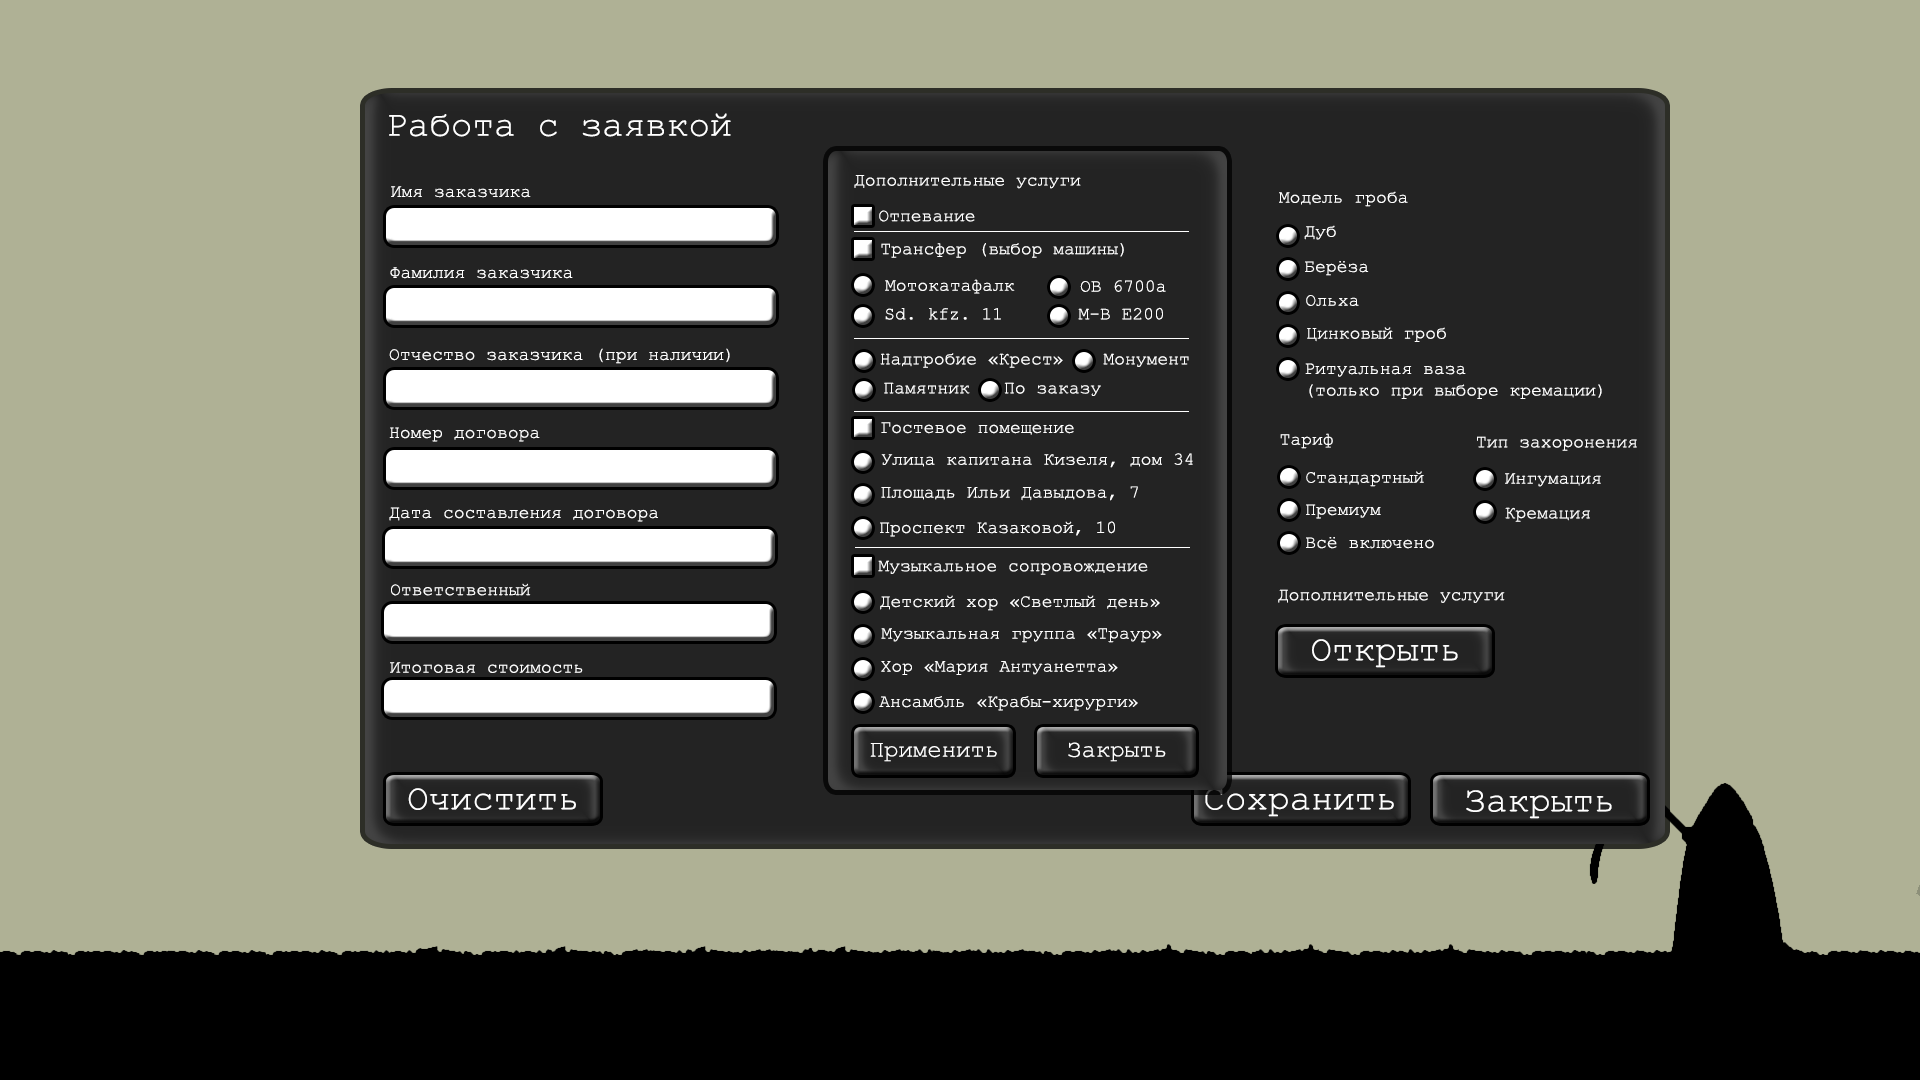 Работа с заявкой
Имя заказчика
Фамилия заказчика
Отчество заказчика (при наличии)
Номер договора
Дата составления договора
Ответственный
Итоговая стоимость
Очистить
Дополнительные услуги
Отпевание
Трансфер (выбор машины)
Мотокатафалк ОВ 6700а
Sd. kfz. 11 М-В Е200
Надгробие «Крест» Монумент
Памятник По заказу
Гостевое помещение
Улица капитана Кизеля, дом 34
Площадь Ильи Давыдова, 7
Проспект Казаковой, 10
Музыкальное сопровождение
Детский хор «Светлый день»
Музыкальная группа «Траур»
Хор «Мария Антуанетта»
Ансамбль «Крабы-хирурги»
Применить Закрыть
Модель гроба
Дуб
Берёза
Ольха
Цинковый гроб
Ритуальная ваза
(только при выборе кремации)
Тариф
Стандартный
Премиум
Всё включено
Тип захоронения
Ингумация
Кремация
Дополнительные услуги
Открыть
Сохранить Закрыть